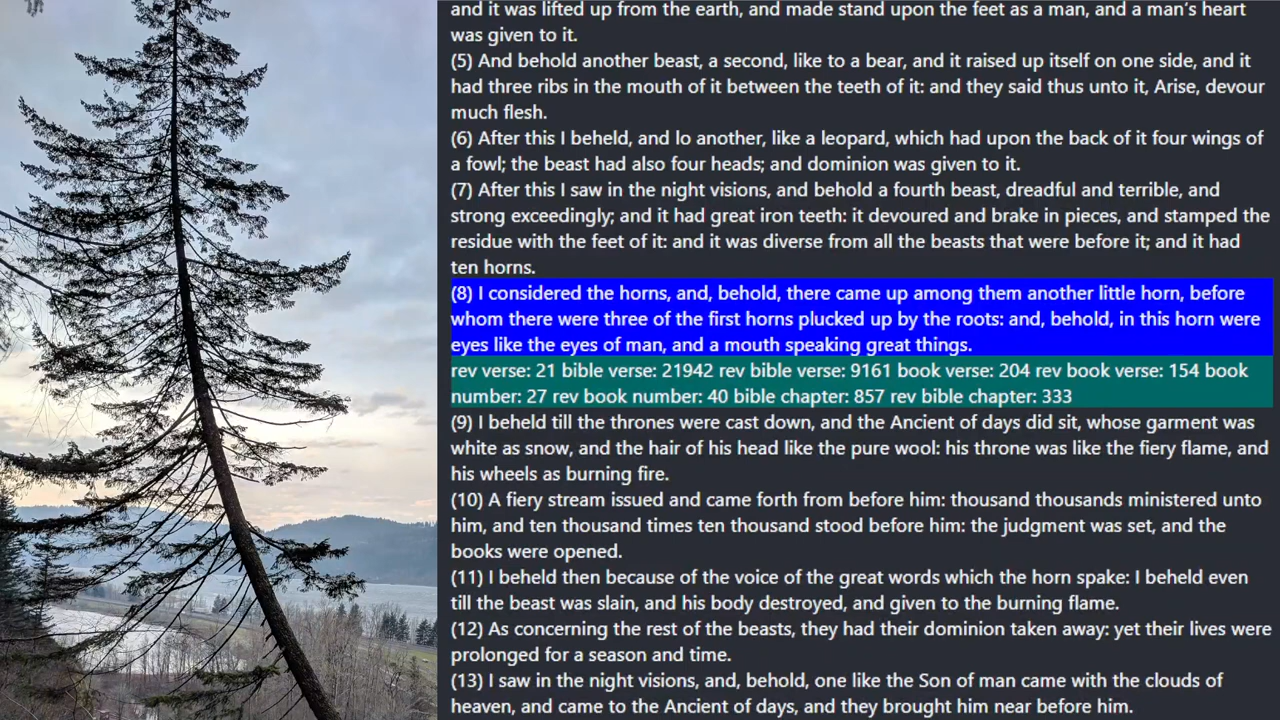 and it was lifted up from the earth, and made stand upon the feet as a man, and a man's heart
was given to it.
(5) And behold another beast, a second, like to a bear, and it raised up itself on one side, and it
had three ribs in the mouth of it between the teeth of it: and they said thus unto it, Arise, devour
much flesh.
(6) After this I beheld, and lo another, like a leopard, which had upon the back of it four wings of
a fowl; the beast had also four heads; and dominion was given to it.
(7) After this I saw in the night visions, and behold a fourth beast, dreadful and terrible, and
strong exceedingly; and it had great iron teeth: it devoured and brake in pieces, and stamped the
residue with the feet of it: and it was diverse from all the beasts that were before it; and it had
ten horns.
(8) I considered the horns, and, behold, there came up among them another little horn, before
whom there were three of the first horns plucked up by the roots: and, behold, in this horn were
eyes like the eyes of man, and a mouth speaking great things.
rev verse: 21 bible verse: 21942 rev bible verse: 9161 book verse: 204 rev book verse: 154 book
number: 27 rev book number: 40 bible chapter: 857 rev bible chapter: 333
(9) I beheld till the thrones were cast down, and the Ancient of days did sit, whose garment was
white as snow, and the hair of his head like the pure wool: his throne was like the fiery flame, and
his wheels as burning fire.
(10) A fiery stream issued and came forth from before him: thousand thousands ministered unto
him, and ten thousand times ten thousand stood before him: the judgment was set, and the
books were opened.
(11) I beheld then because of the voice of the great words which the horn spake: I beheld even
till the beast was slain, and his body destroyed, and given to the burning flame.
(12) As concerning the rest of the beasts, they had their dominion taken away: yet their lives were
prolonged for a season and time.
(13) I saw in the night visions, and, behold, one like the Son of man came with the clouds of
heaven, and came to the Ancient of days, and they brought him near before him.